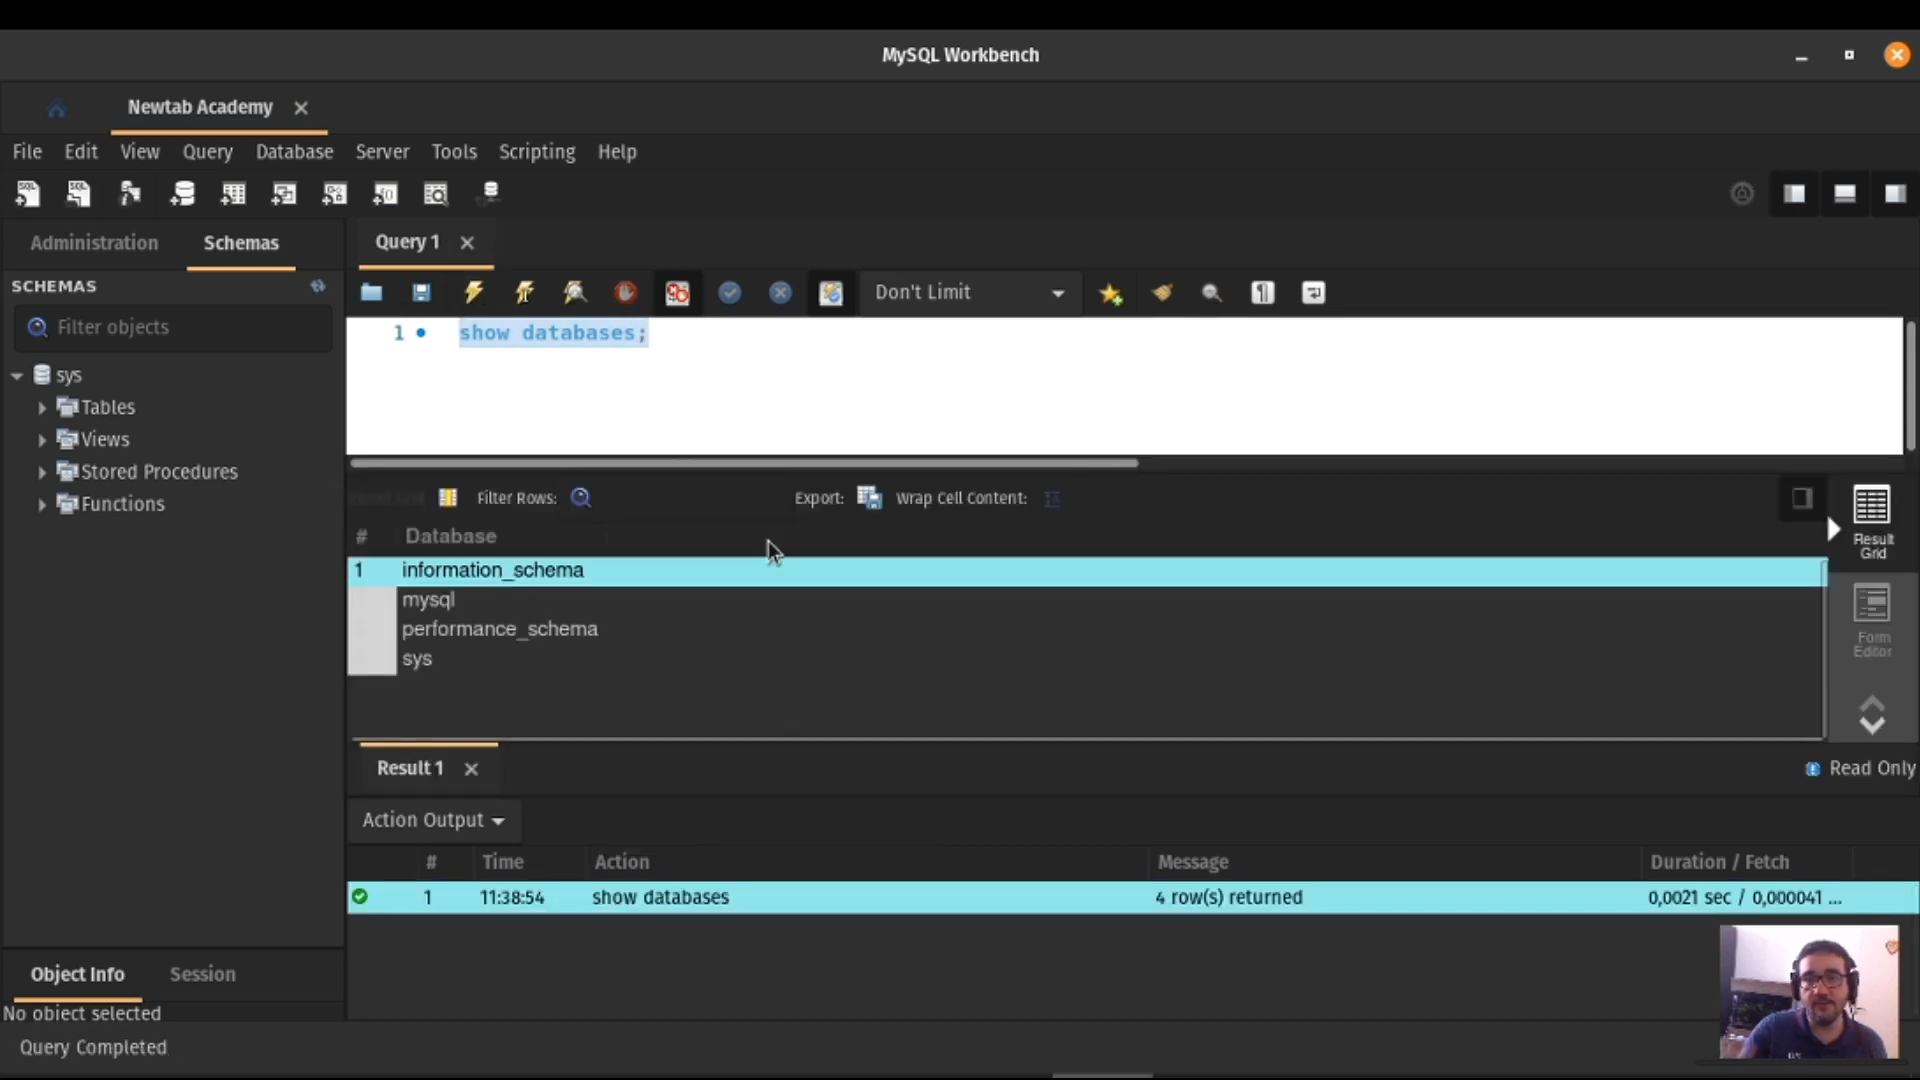 MySQL Workbench
Newtab Academy
File Edit View Query Database Server Tools Scripting Help
Administration Schemas
Query 1
SCHEMAS
Don't Limit
Filter objects
1 show databases;
sys
Tables
Views
Stored Procedures
Functions
Filter Rows: Export: Wrap Cell Content:
Result
Grid
# Database
1 information_schema
mysql
performance_schema
sys
Form
Editor
Result 1 Read Only
Action Output
# Time Action Message Duration / Fetch
1 11:38:54 show databases 4 row(s) returned 0,0021 sec / 0,000041 ...
Object Info Session
No object selected
Query Completed